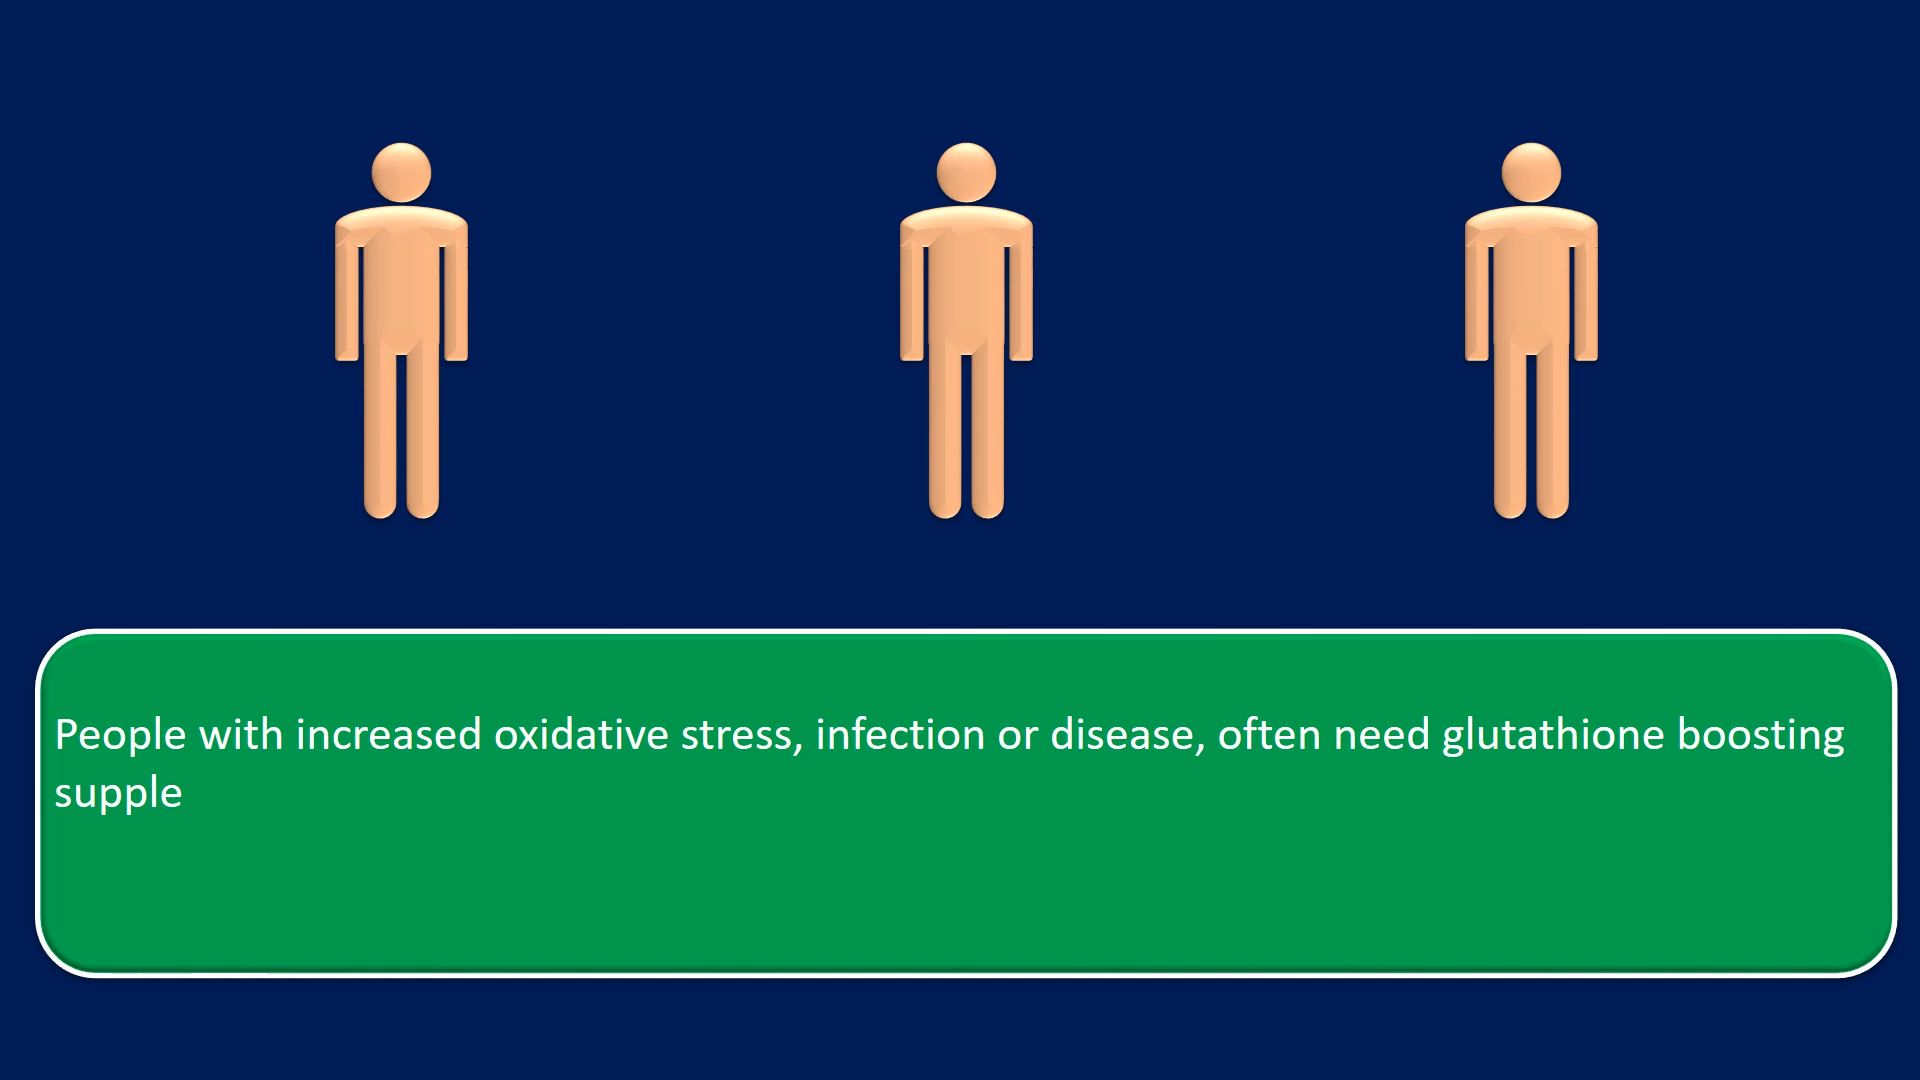 People with increased oxidative stress, infection or disease, often need glutathione boosting
supple